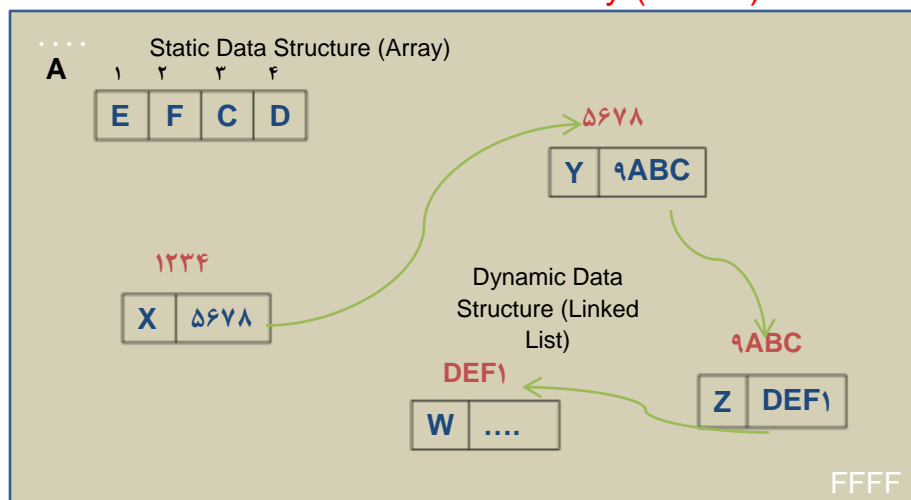 ....
Static Data Structure (Array)
A
۱ ۲ ۳ ۴
E F C D
۵۶۷۸
Y ۹ABC
۱۲۳۴
X ۵۶۷۸
Dynamic Data
Structure (Linked
List)
۹ABC
Z DEF۱
DEF۱
W ....
FFFF